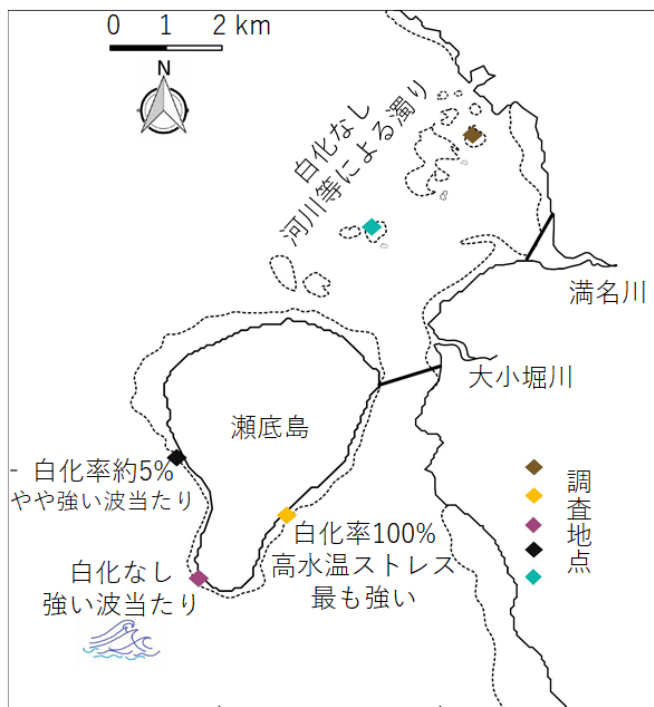 0 1 2 km
N
白化なし
河川等による濁り
満名川
大小堀川
瀬底島
- 白化率約5%
やや強い波当たり
白化率100%
高水温ストレス
最も強い
白化なし
強い波当たり
調査地点